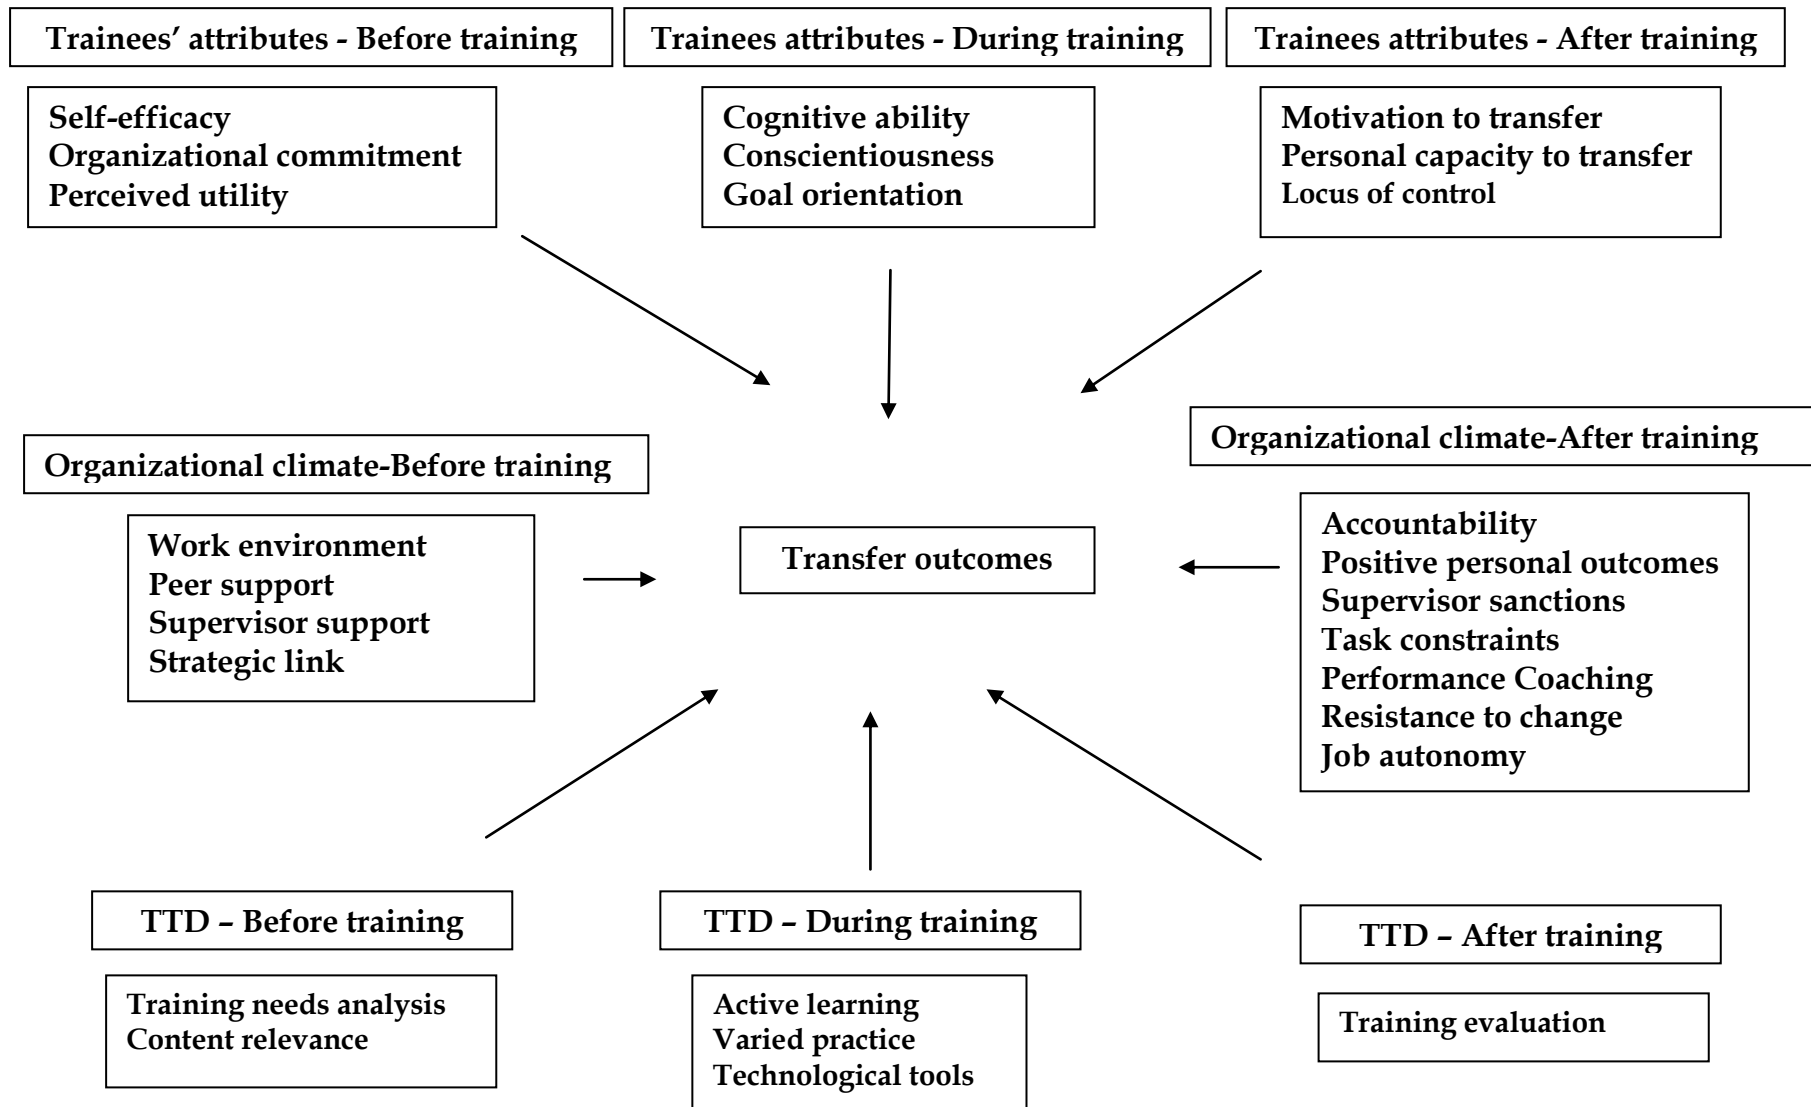 Trainees’ attributes - Before training
Trainees attributes - During training
Trainees attributes - After training
Self-efficacy
Organizational commitment
Perceived utility
Cognitive ability
Conscientiousness
Goal orientation
Motivation to transfer
Personal capacity to transfer
Locus of control
Organizational climate-Before training
Organizational climate-After training
Work environment
Peer support
Supervisor support
Strategic link
Transfer outcomes
Accountability
Positive personal outcomes
Supervisor sanctions
Task constraints
Performance Coaching
Resistance to change
Job autonomy
TTD – Before training
TTD – During training
TTD – After training
Training needs analysis
Content relevance
Active learning
Varied practice
Technological tools
Training evaluation